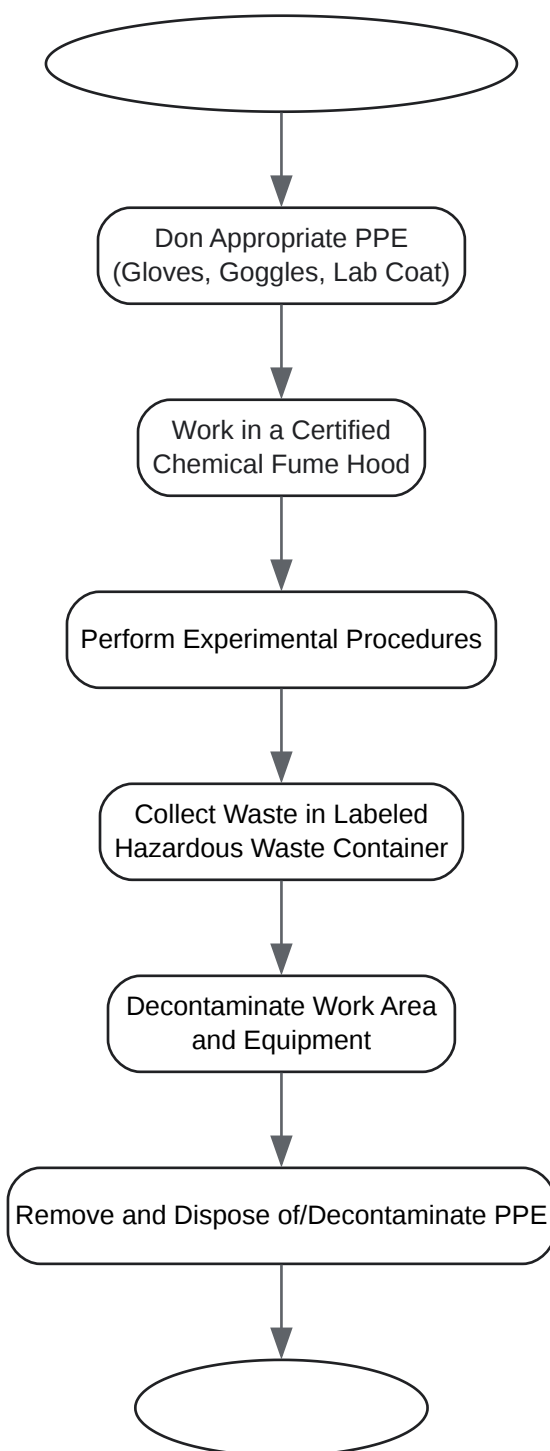 Don Appropriate PPE
(Gloves, Goggles, Lab Coat)
Work in a Certified
Chemical Fume Hood
Perform Experimental Procedures
Collect Waste in Labeled
Hazardous Waste Container
Decontaminate Work Area
and Equipment
Remove and Dispose of/Decontaminate PPE